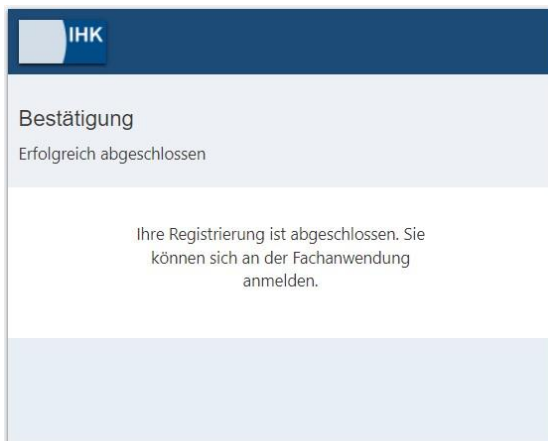 IHK
Bestätigung
Erfolgreich abgeschlossen
Ihre Registrierung ist abgeschlossen. Sie
können sich an der Fachanwendung
anmelden.